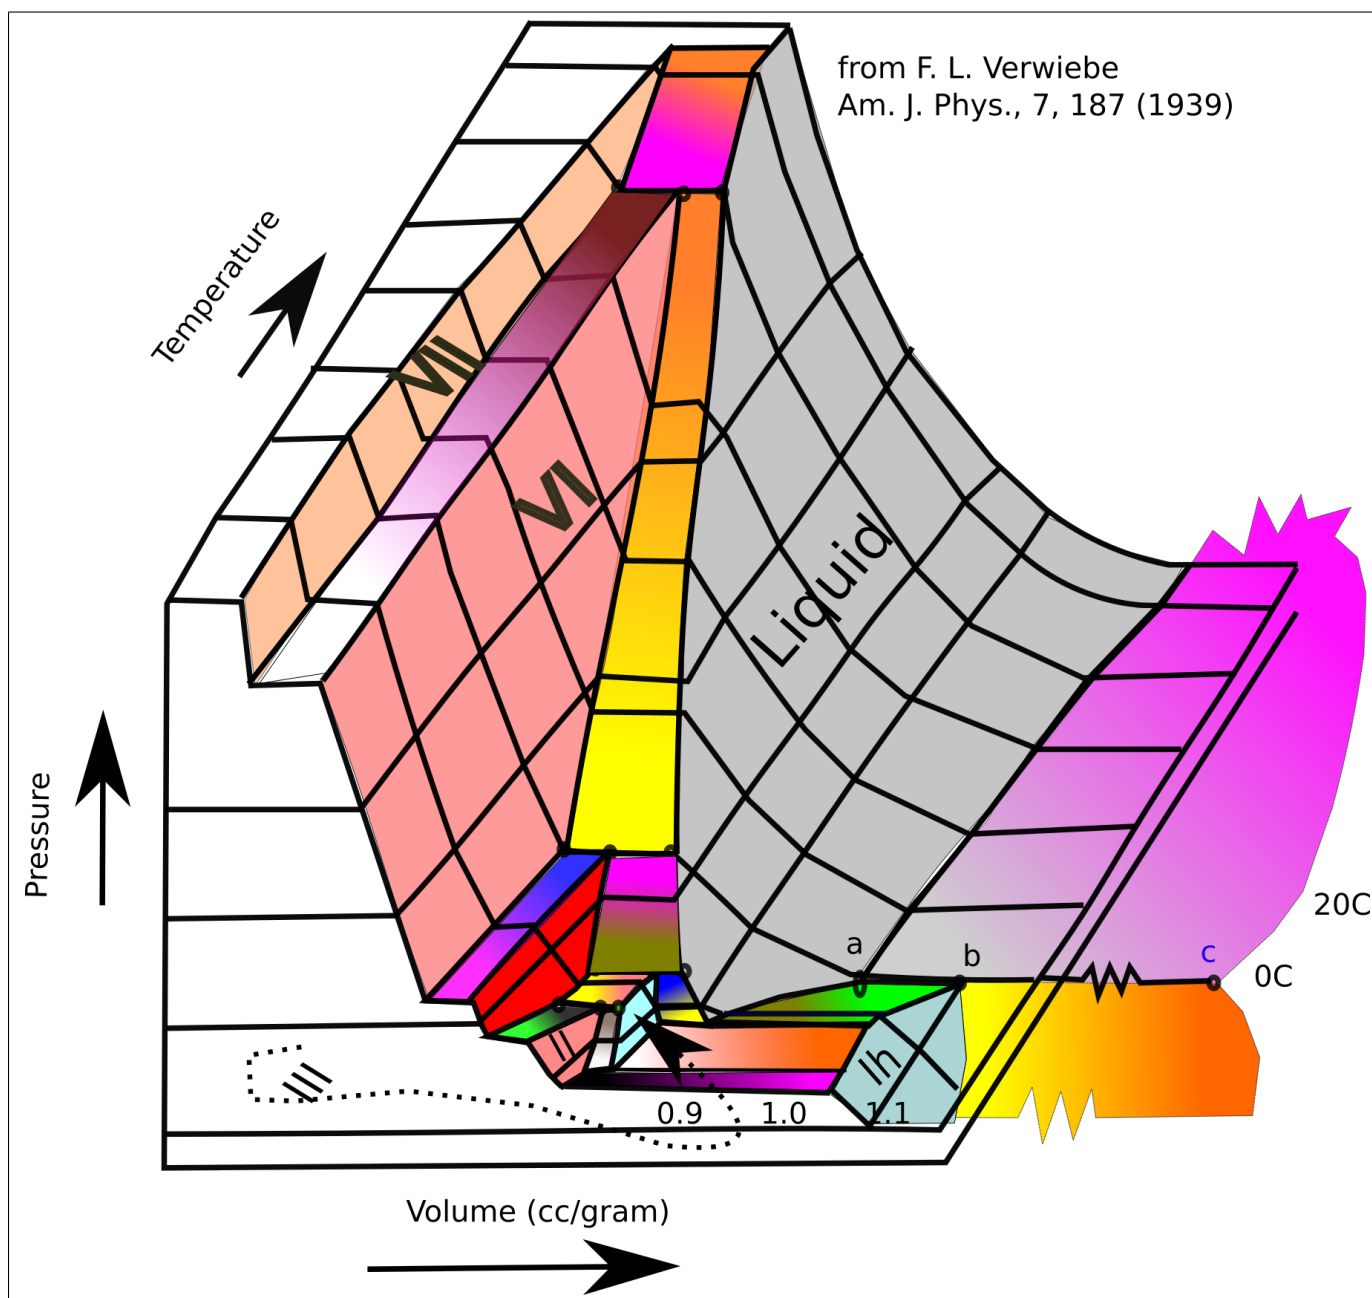 from F. L. Verwiebe
Am. J. Phys., 7, 187 (1939)
Temperature
VII
VI
Liquid
Pressure
20C
a
b
c
0C
II
Ih
III
0.9
1.0
1.1
Volume (cc/gram)